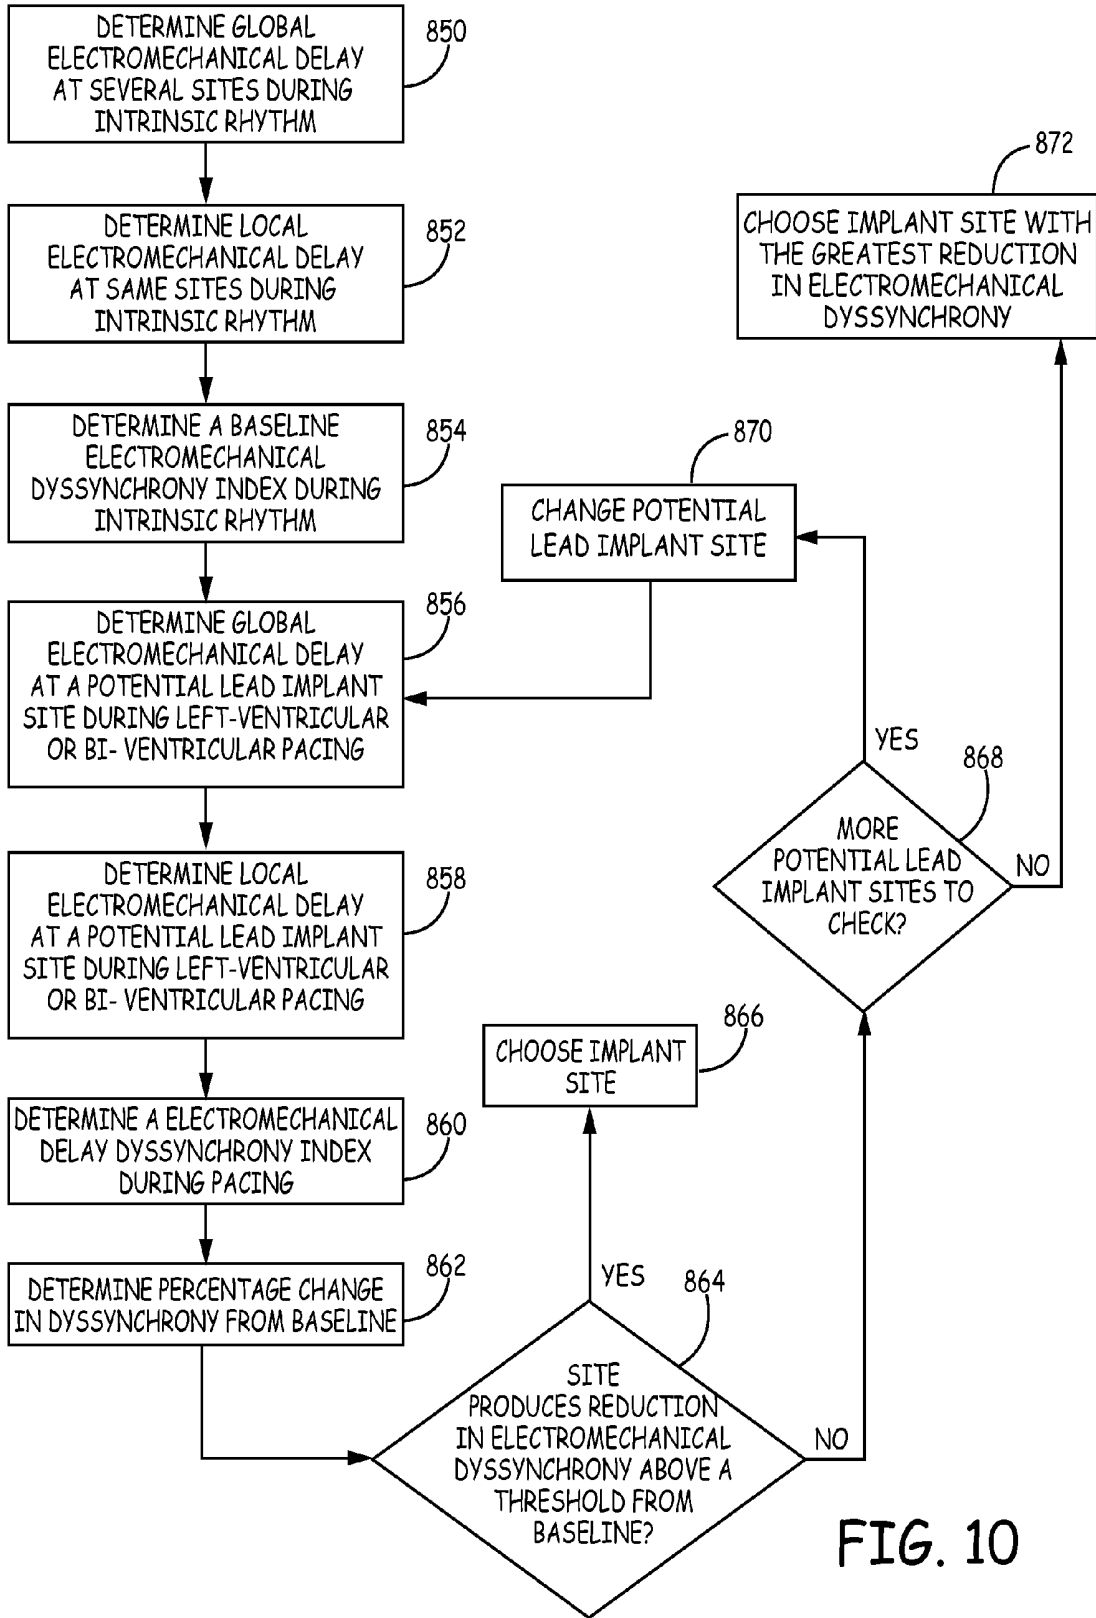 DETERMINE GLOBAL
ELECTROMECHANICAL DELAY
AT SEVERAL SITES DURING
INTRINSIC RHYTHM
850
DETERMINE LOCAL
ELECTROMECHANICAL DELAY
AT SAME SITES DURING
INTRINSIC RHYTHM
852
DETERMINE A BASELINE
ELECTROMECHANICAL
DYSSYNCHRONY INDEX DURING
INTRINSIC RHYTHM
854
DETERMINE GLOBAL
ELECTROMECHANICAL DELAY
AT A POTENTIAL LEAD IMPLANT
SITE DURING LEFT-VENTRICULAR
OR BI- VENTRICULAR PACING
856
DETERMINE LOCAL
ELECTROMECHANICAL DELAY
AT A POTENTIAL LEAD IMPLANT
SITE DURING LEFT-VENTRICULAR
OR BI- VENTRICULAR PACING
858
DETERMINE A ELECTROMECHANICAL
DELAY DYSSYNCHRONY INDEX
DURING PACING
860
DETERMINE PERCENTAGE CHANGE
IN DYSSYNCHRONY FROM BASELINE
862
SITE
PRODUCES REDUCTION
IN ELECTROMECHANICAL
DYSSYNCHRONY ABOVE A
THRESHOLD FROM
BASELINE?
864
YES
NO
CHOOSE IMPLANT
SITE
866
MORE
POTENTIAL LEAD
IMPLANT SITES TO
CHECK?
868
YES
NO
CHANGE POTENTIAL
LEAD IMPLANT SITE
870
CHOOSE IMPLANT SITE WITH
THE GREATEST REDUCTION
IN ELECTROMECHANICAL
DYSSYNCHRONY
872
FIG. 10